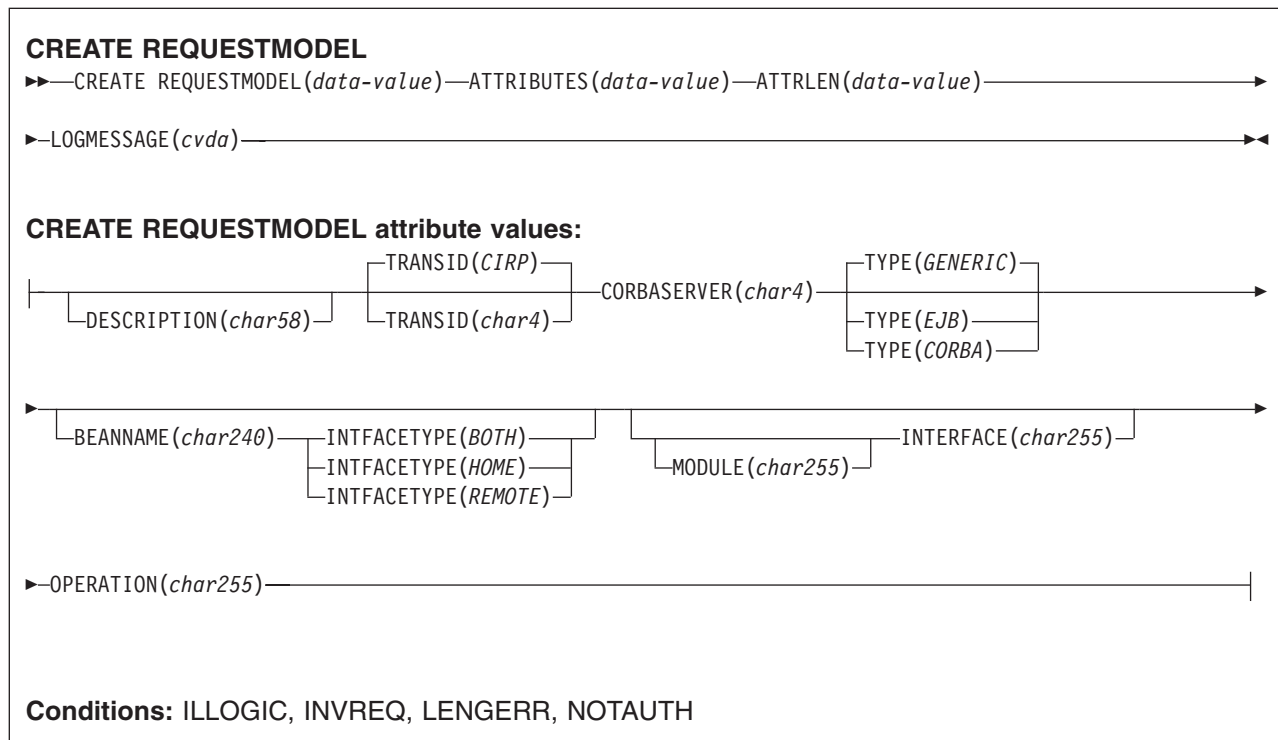 CREATE REQUESTMODEL
CREATE REQUESTMODEL(data-value) ATTRIBUTES(data-value) ATTRLEN(data-value)
LOGMESSAGE(cvda)
CREATE REQUESTMODEL attribute values:
TRANSID(CIRP) TYPE(GENERIC)
CORBASERVER(char4)
DESCRIPTION(char58) TRANSID(char4) TYPE(EJB)
TYPE(CORBA)
BEANNAME(char240) INTFACETYPE(BOTH) INTERFACE(char255)
INTFACETYPE(HOME) MODULE(char255)
INTFACETYPE(REMOTE)
OPERATION(char255)
Conditions: ILLOGIC, INVREQ, LENGERR, NOTAUTH